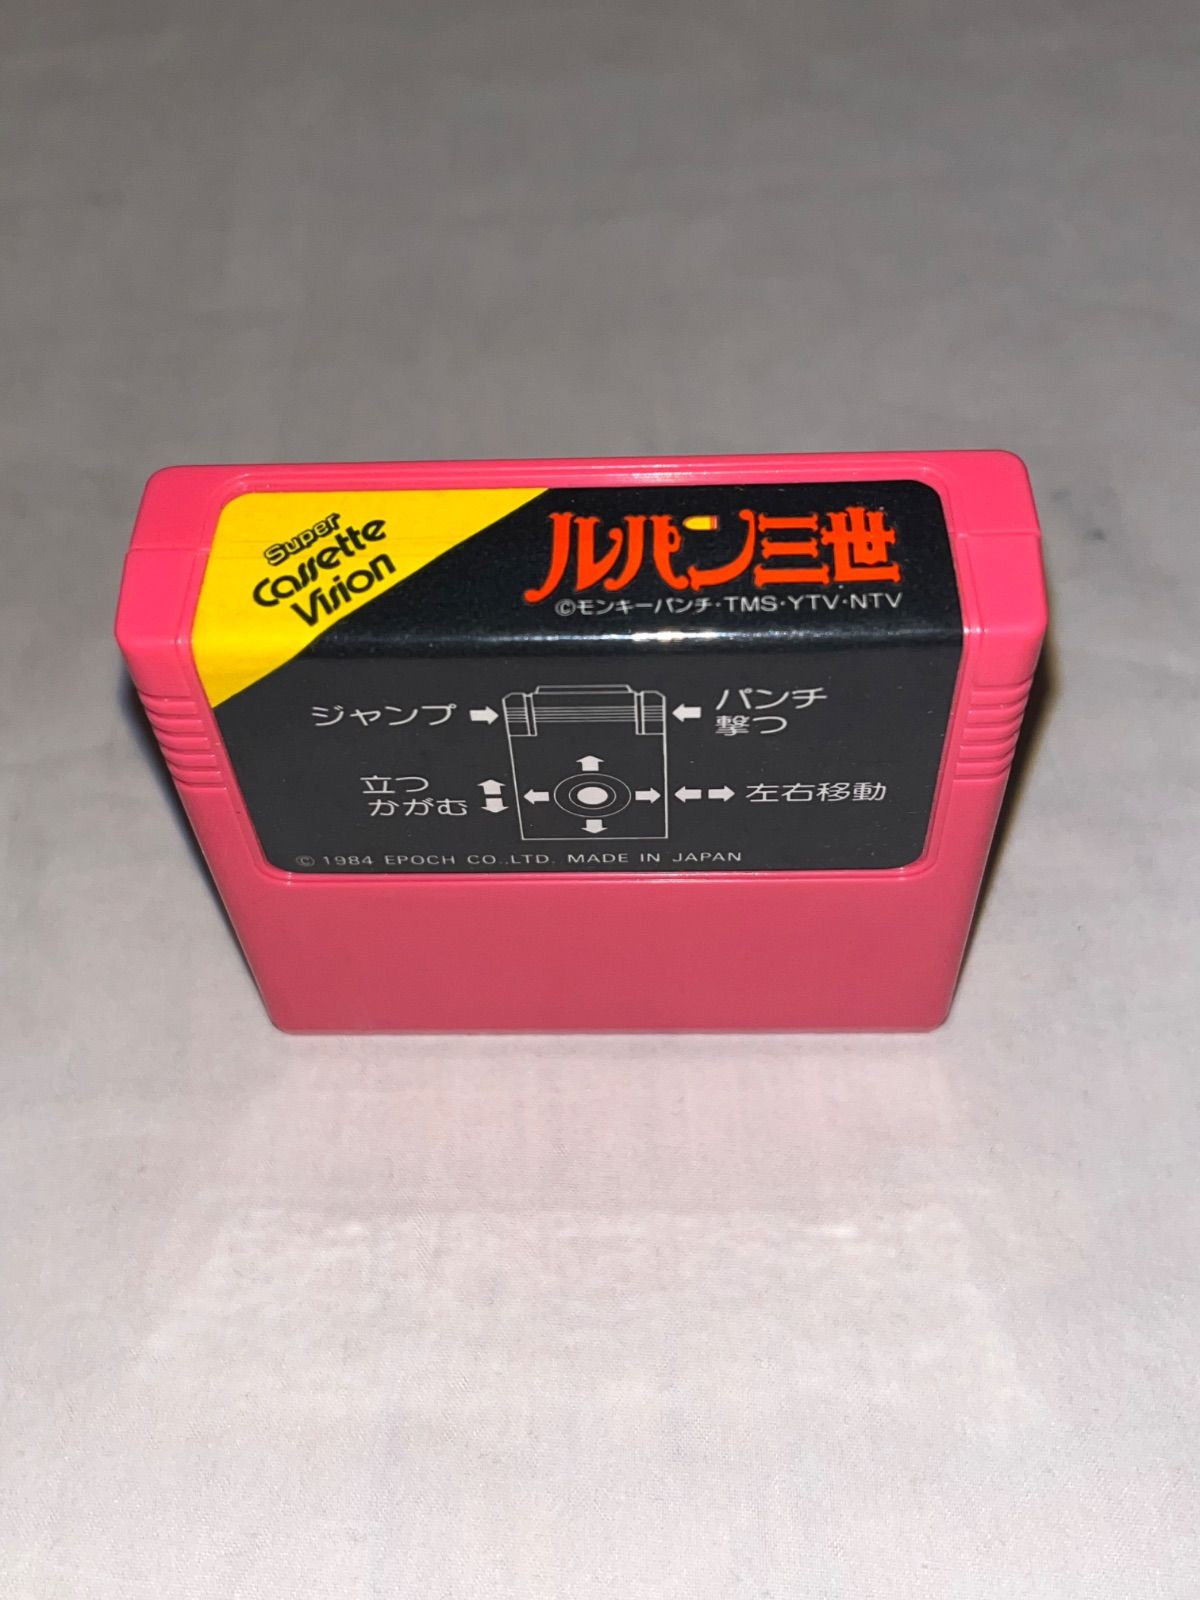 Super
Cassette
Vision
ルパン三世
©モンキーパンチ・TMS・YTV・NTV
ジャンプ
パンチ
撃つ
立つ
かがむ
左右移動
© 1984 EPOCH CO.,LTD. MADE IN JAPAN